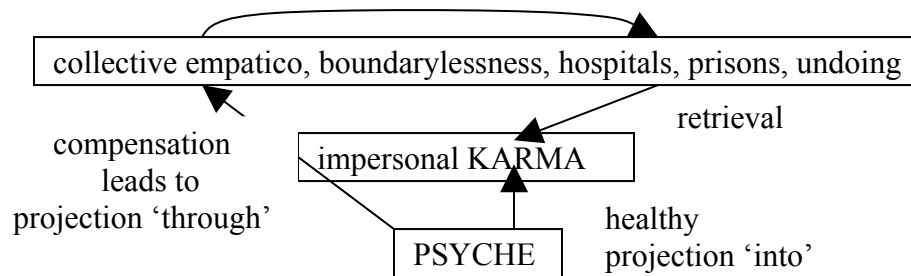 collective empatico, boundarylessness, hospitals, prisons, undoing
retrieval
compensation
leads to
projection ‘through’
impersonal KARMA
healthy
projection ‘into’
PSYCHE